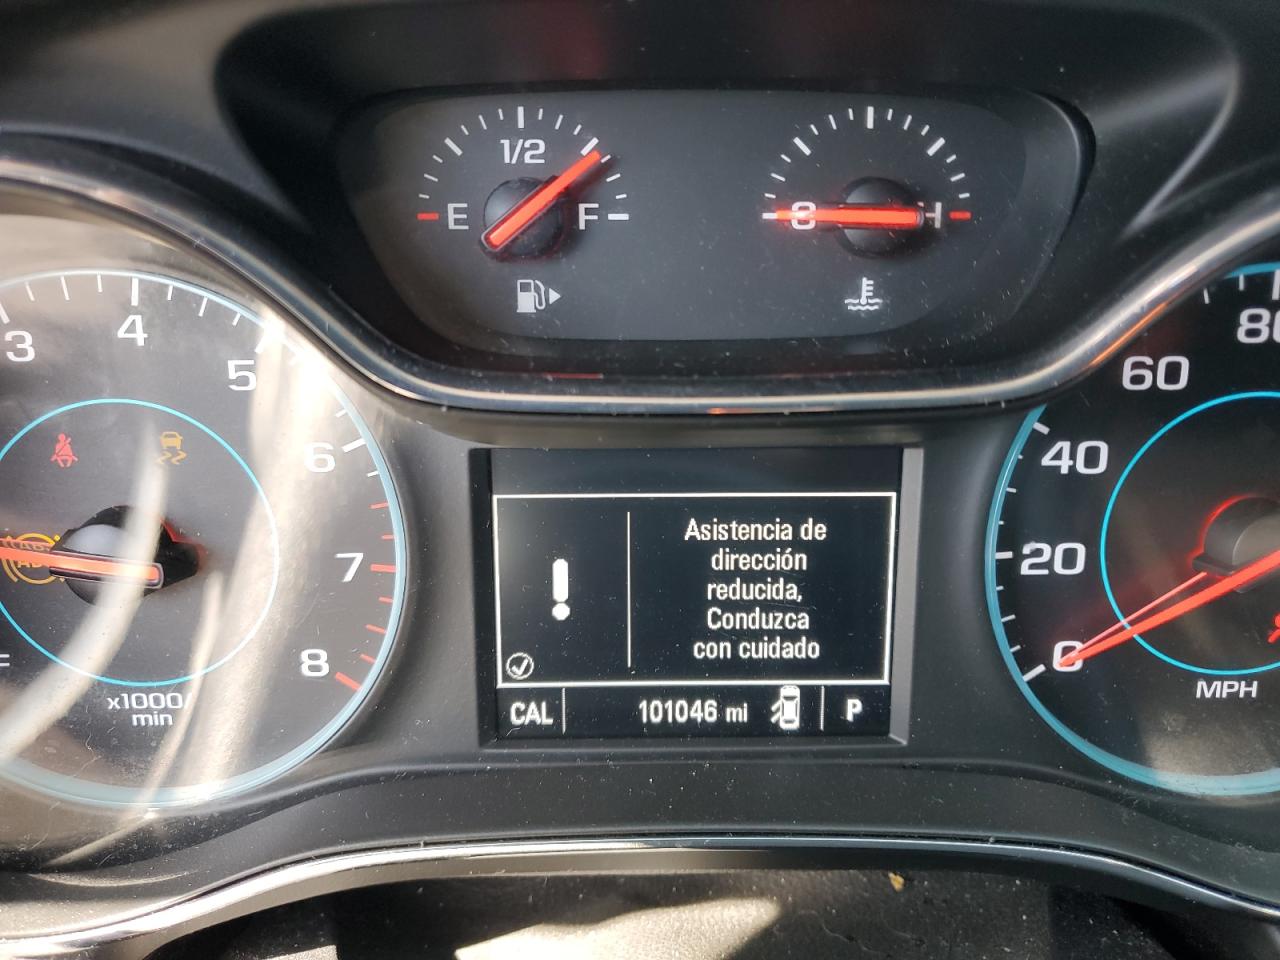 1/2
E F
C H
3 4 5 6 7 8
x1000/
min
80
60
40
20
0
MPH
Asistencia de
dirección
reducida,
Conduzca
con cuidado
CAL 101046 mi P